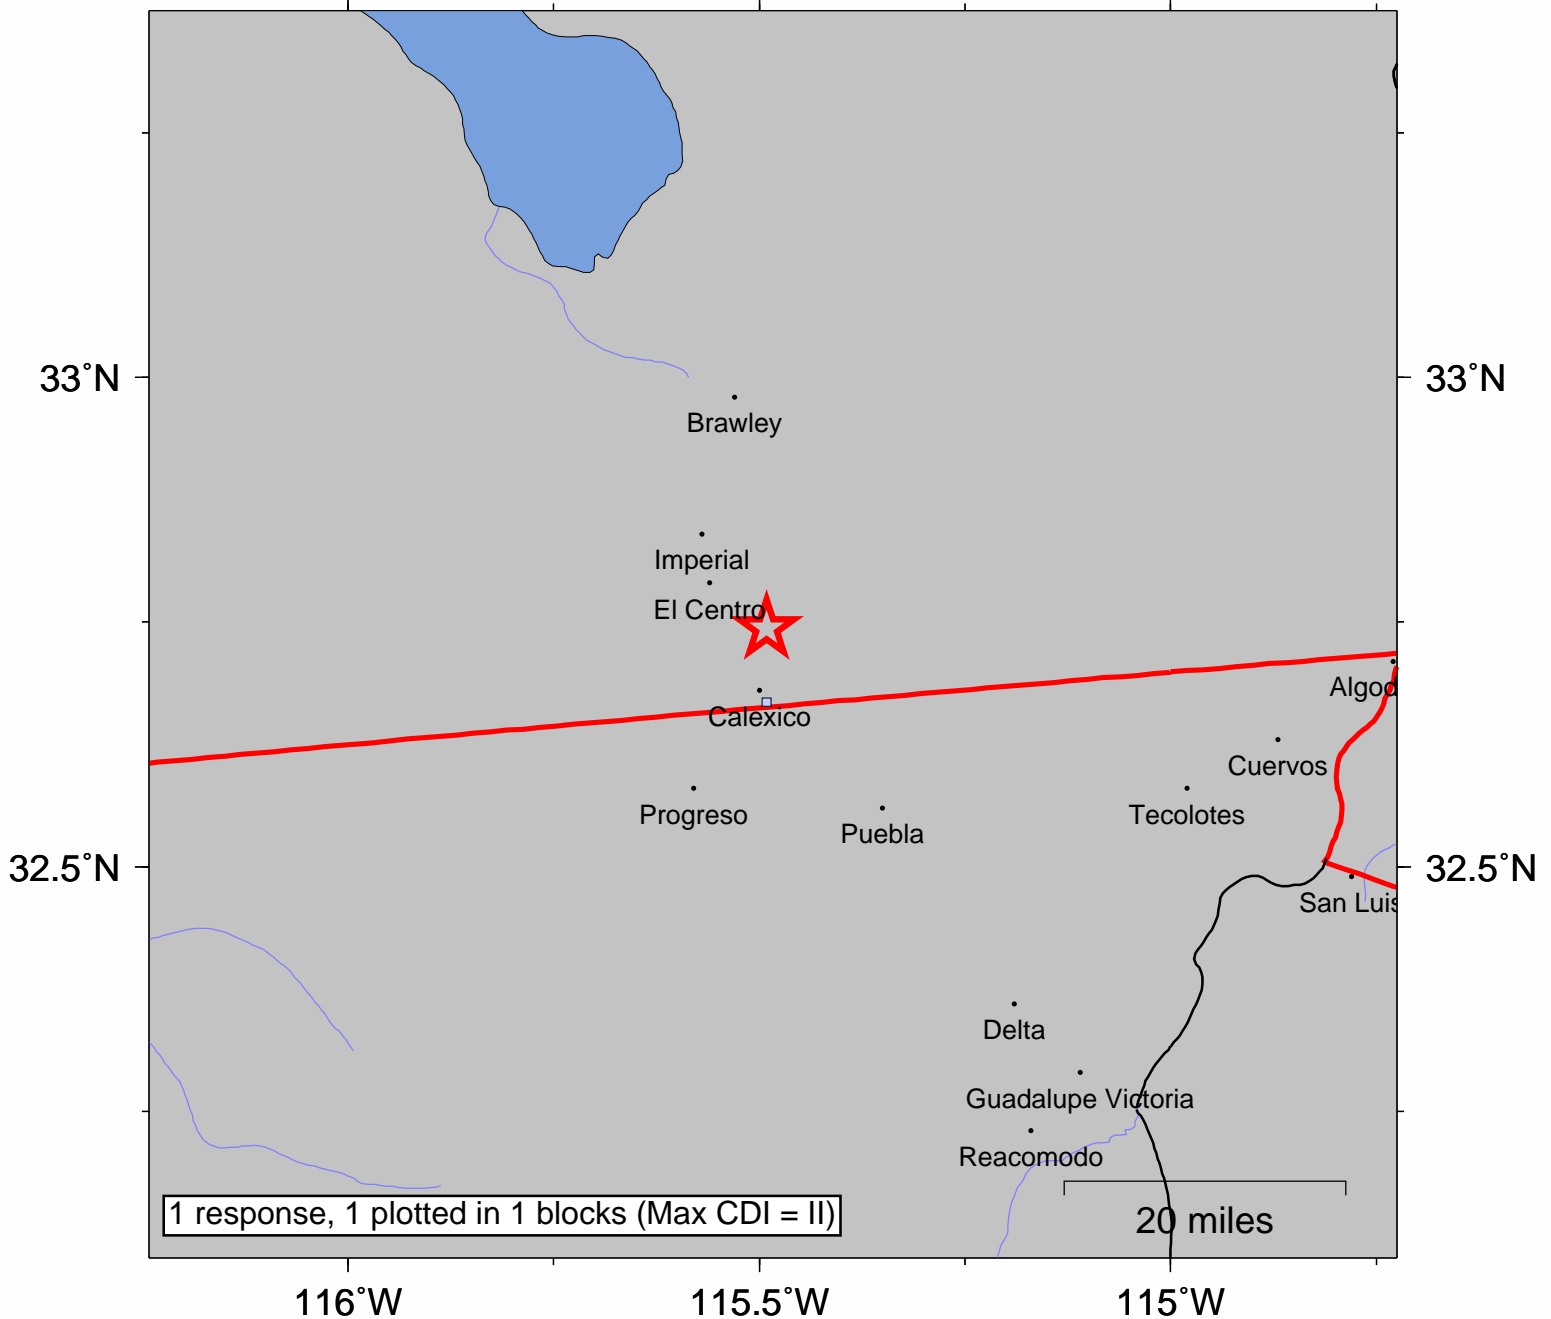 33˚N
33˚N
Brawley
Imperial
El Centro
Algod
Calexico
Cuervos
Progreso
Tecolotes
Puebla
32.5˚N
32.5˚N
San Luis
Delta
Guadalupe Victoria
Reacomodo
1 response, 1 plotted in 1 blocks (Max CDI = II)
20 miles
116˚W
115.5˚W
115˚W